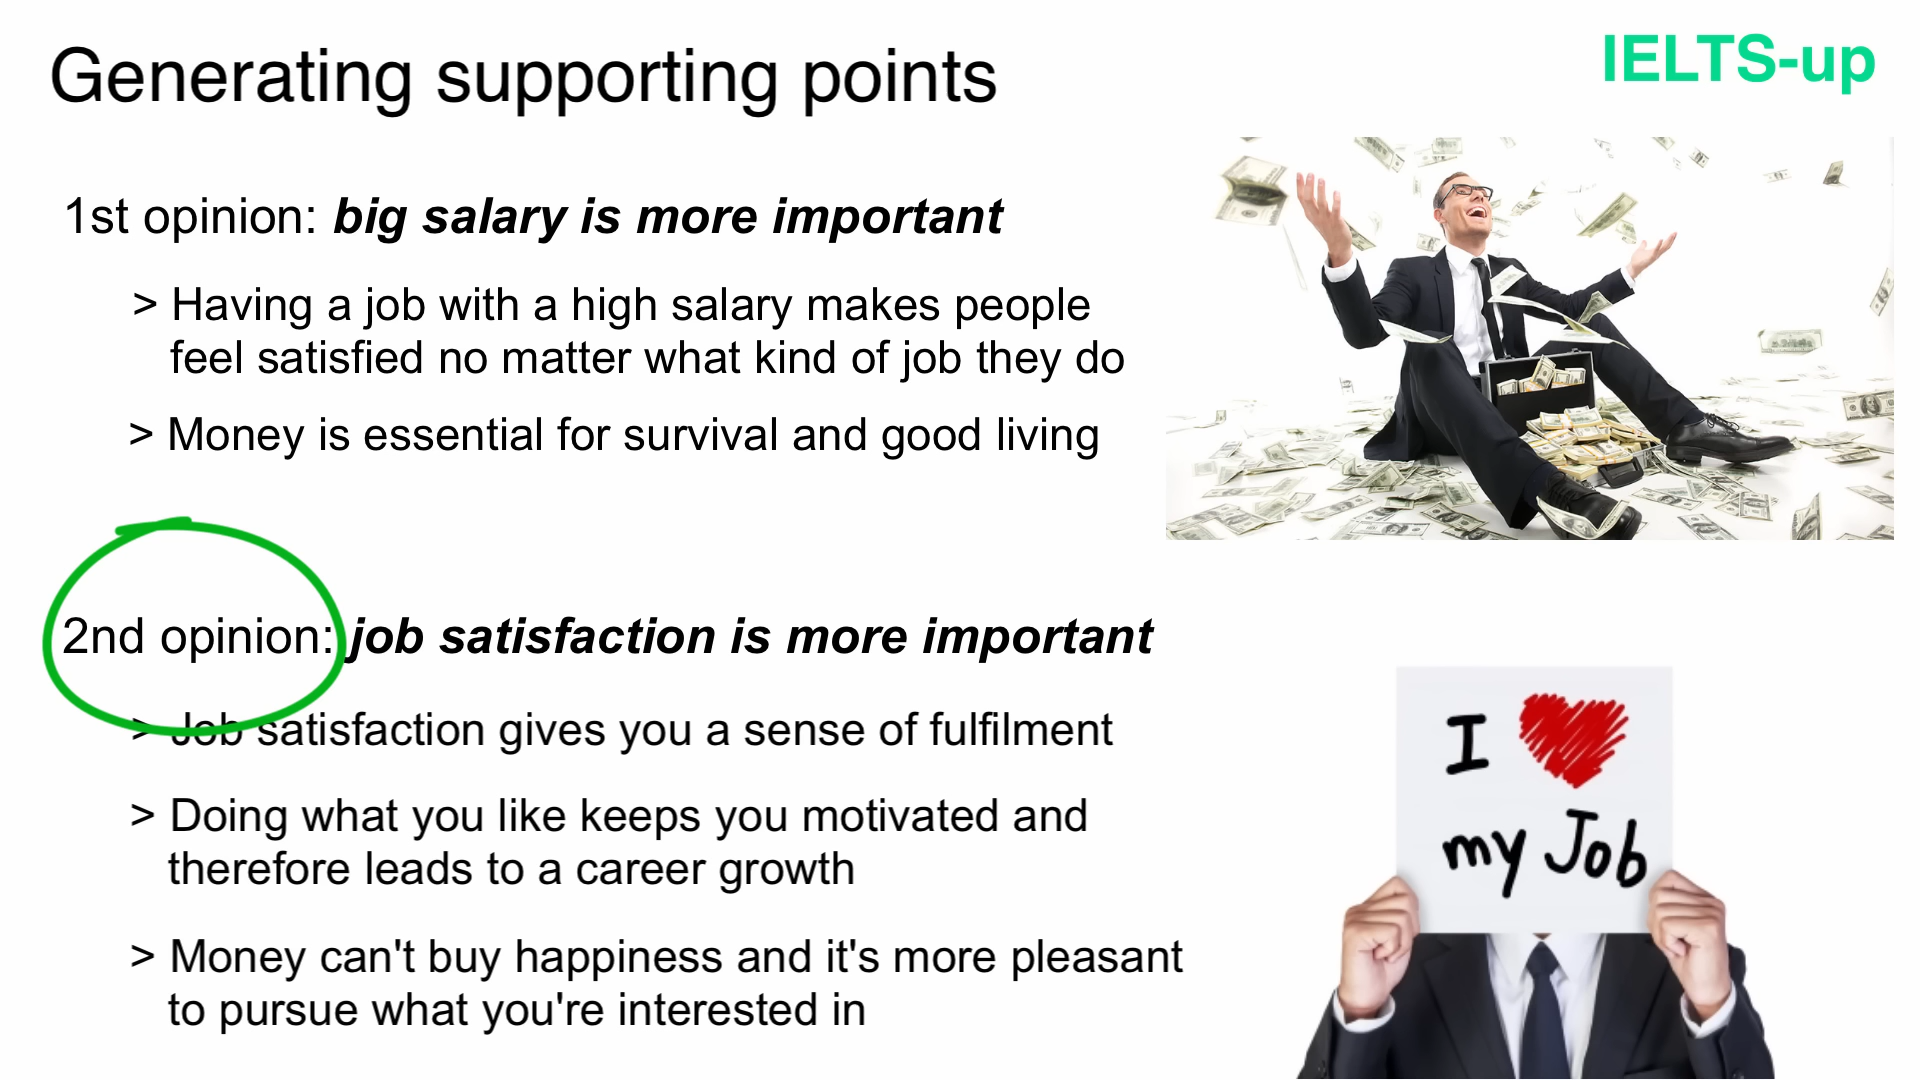 Generating supporting points
IELTS-up
1st opinion: big salary is more important
> Having a job with a high salary makes people
feel satisfied no matter what kind of job they do
> Money is essential for survival and good living
2nd opinion: job satisfaction is more important
> Job satisfaction gives you a sense of fulfilment
> Doing what you like keeps you motivated and
therefore leads to a career growth
> Money can't buy happiness and it's more pleasant
to pursue what you're interested in
I
my Job